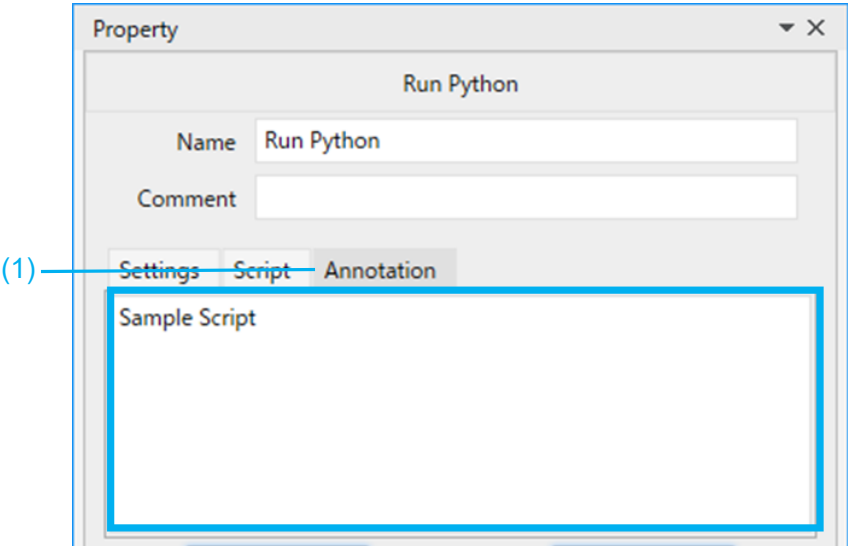 Property
Run Python
Name Run Python
Comment
(1) Settings Script Annotation
Sample Script